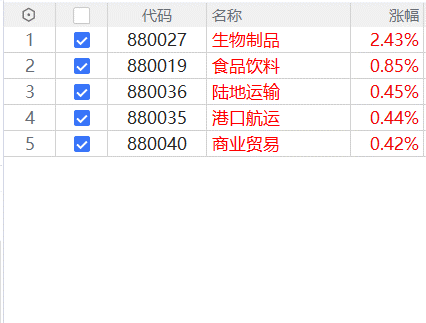 代码 名称 涨幅
1 880027 生物制品 2.43%
2 880019 食品饮料 0.85%
3 880036 陆地运输 0.45%
4 880035 港口航运 0.44%
5 880040 商业贸易 0.42%